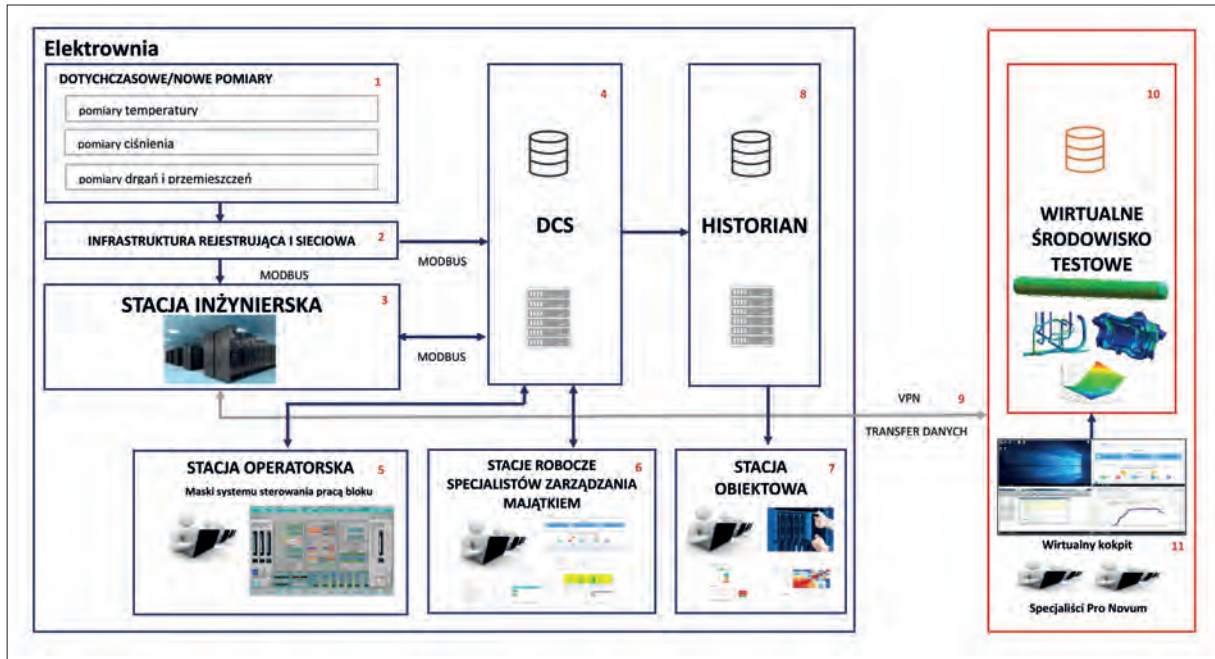 Elektrownia
DOTYCHCZASOWE/NOWE POMIARY
1
pomiary temperatury
pomiary ciśnienia
pomiary drgań i przemieszczeń
INFRASTRUKTURA REJESTRUJĄCA I SIECIOWA
2
MODBUS
MODBUS
STACJA INŻYNIERSKA
3
MODBUS
4
DCS
8
HISTORIAN
VPN
9
TRANSFER DANYCH
STACJA OPERATORSKA
5
Maski systemu sterowania pracą bloku
STACJE ROBOCZE
6
SPECJALISTÓW ZARZĄDZANIA
MAJĄTKIEM
STACJA
7
OBIEKTOWA
10
WIRTUALNE
ŚRODOWISKO
TESTOWE
Wirtualny kokpit
11
Specjaliści Pro Novum